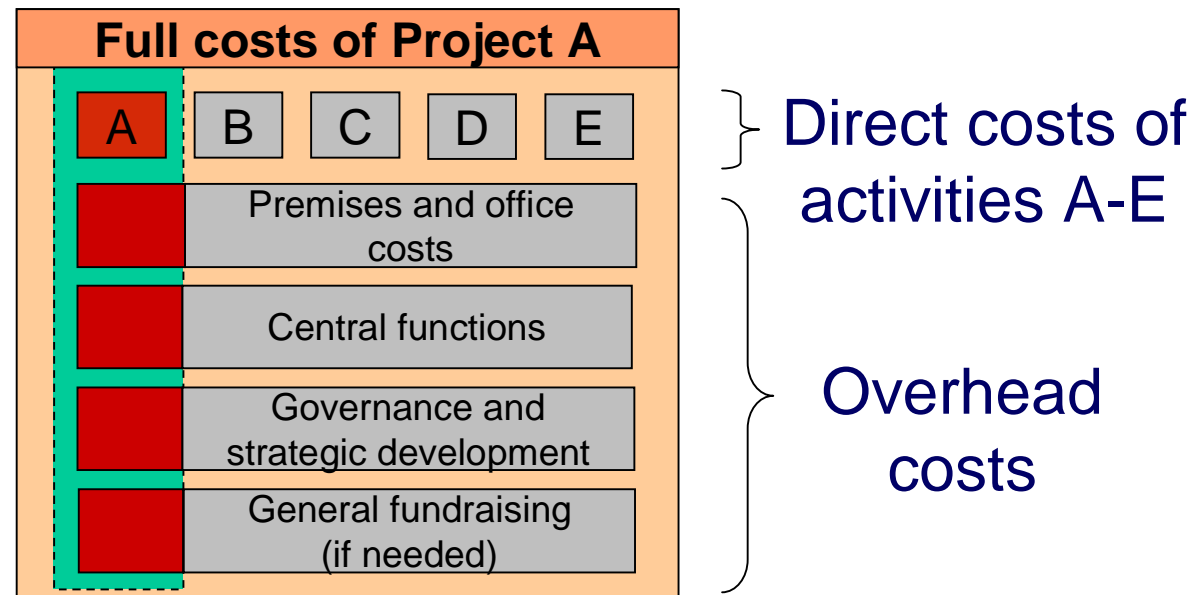 Full costs of Project A
A B C D E
Direct costs of
activities A-E
Premises and office
costs
Central functions
Governance and
strategic development
General fundraising
(if needed)
Overhead
costs